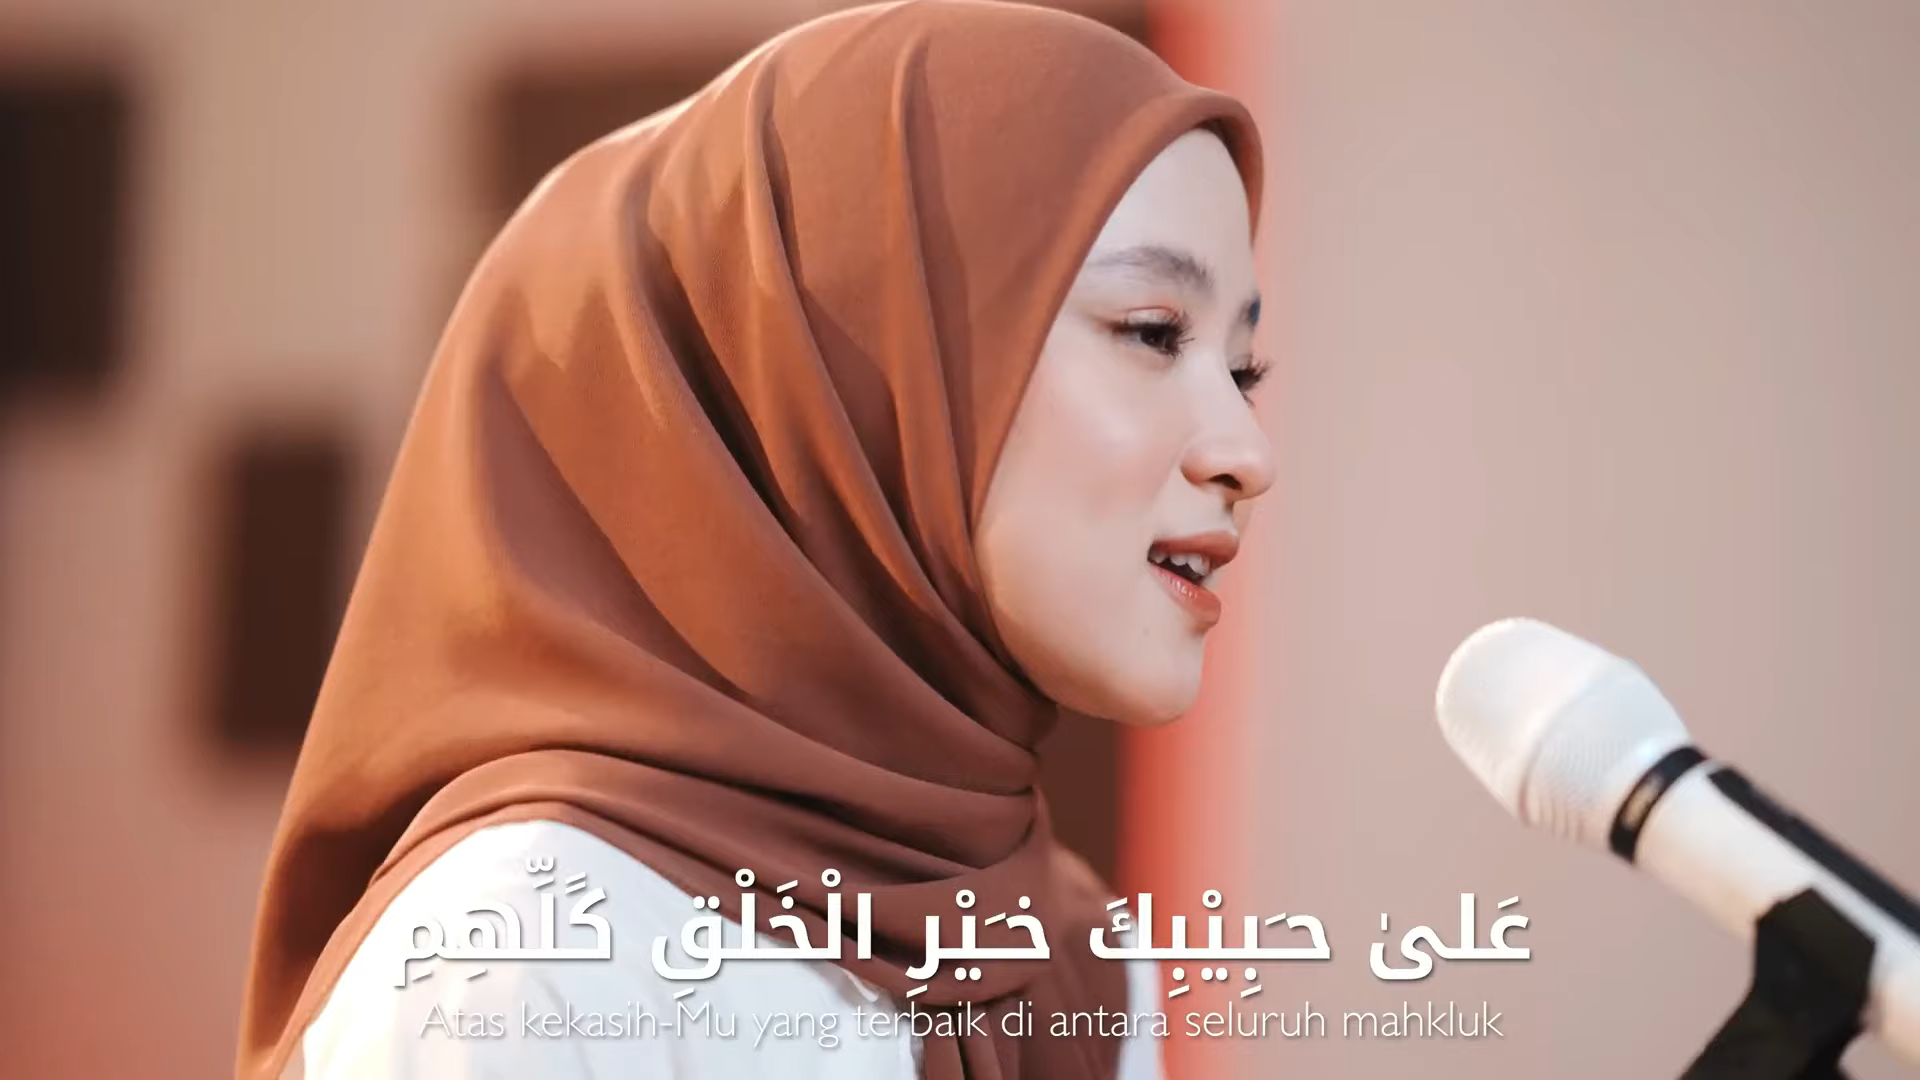 عَلىٰ حَبِيْبِكَ خَيْرِ الْخَلْقِ كًلِّهِمِ
Atas kekasih-Mu yang terbaik di antara seluruh mahkluk